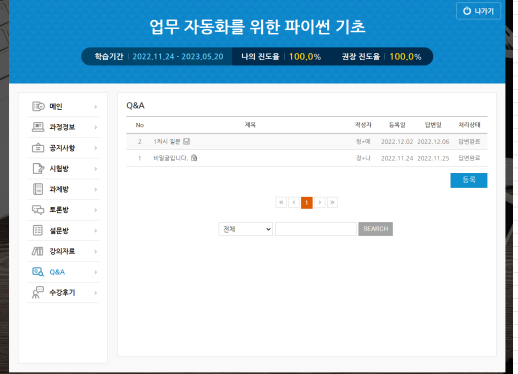 나가기
업무 자동화를 위한 파이썬 기초
학습기간 2022.11.24 - 2023.05.20 나의 진도율 100.0% 권장 진도율 100.0%
메인
과정정보
공지사항
시험방
과제방
토론방
설문방
강의자료
Q&A
수강후기
Q&A
No 제목 작성자 등록일 답변일 처리상태
2 1차시 질문 2022.12.02 2022.12.06 답변완료
1 비밀글입니다. 강*나 2022.11.24 2022.11.25 답변완료
등록
« ‹ 1 › »
전체 SEARCH